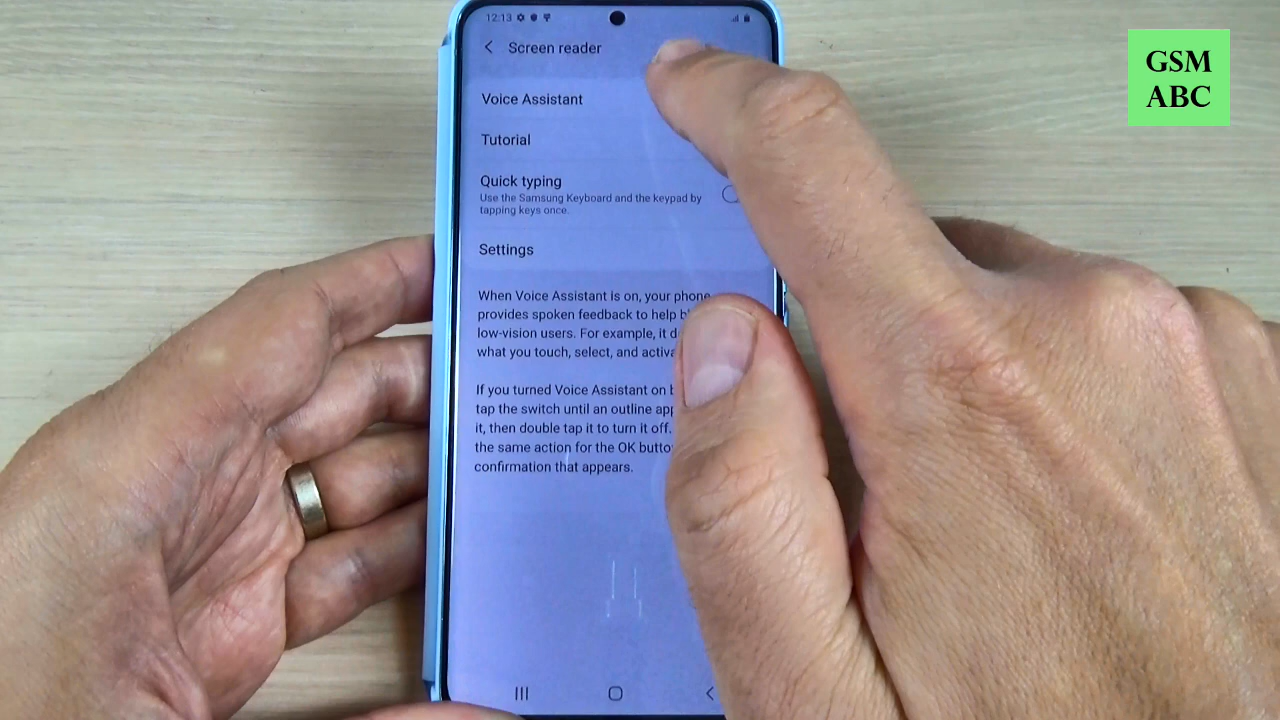 12:13
Screen reader
Voice Assistant
Tutorial
Quick typing
Use the Samsung Keyboard and the keypad by
tapping keys once.
Settings
When Voice Assistant is on, your phone
provides spoken feedback to help
low-vision users. For example, it
what you touch, select, and
If you turned Voice Assistant on
tap the switch until an outline
it, then double tap it to turn it off.
the same action for the OK
confirmation that appears.
GSM
ABC